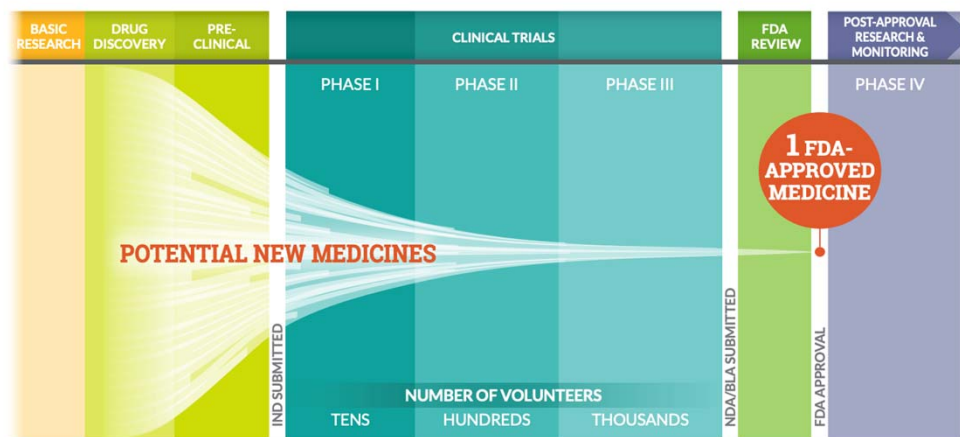 BASIC
RESEARCH
DRUG
DISCOVERY
PRE-
CLINICAL
CLINICAL TRIALS
FDA
REVIEW
POST-APPROVAL
RESEARCH &
MONITORING
PHASE I
PHASE II
PHASE III
PHASE IV
1 FDA-
APPROVED
MEDICINE
POTENTIAL NEW MEDICINES
IND SUBMITTED
NDA/BLA SUBMITTED
FDA APPROVAL
NUMBER OF VOLUNTEERS
TENS
HUNDREDS
THOUSANDS